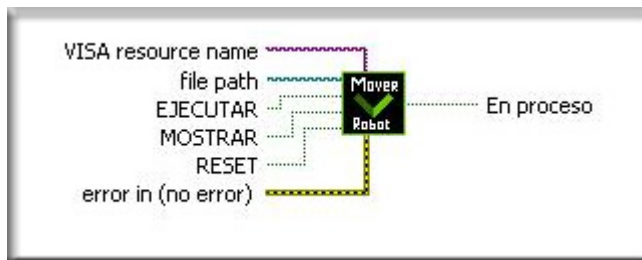 VISA resource name
file path
EJECUTAR
MOSTRAR
RESET
error in (no error)
Mover
Robot
En proceso